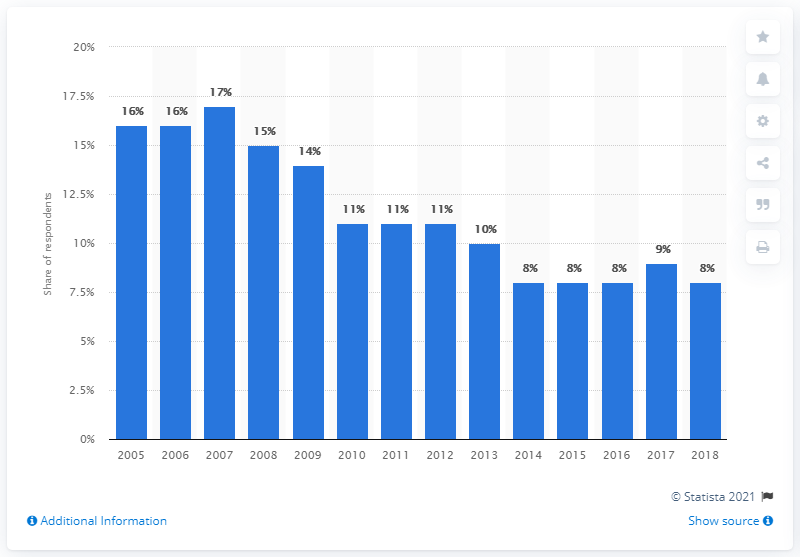 20%
17.5%
15%
12.5%
10%
7.5%
5%
2.5%
0%
Share of respondents
16% 16% 17% 15% 14% 11% 11% 11% 10% 8% 8% 8% 9% 8%
2005 2006 2007 2008 2009 2010 2011 2012 2013 2014 2015 2016 2017 2018
© Statista 2021
Additional Information
Show source